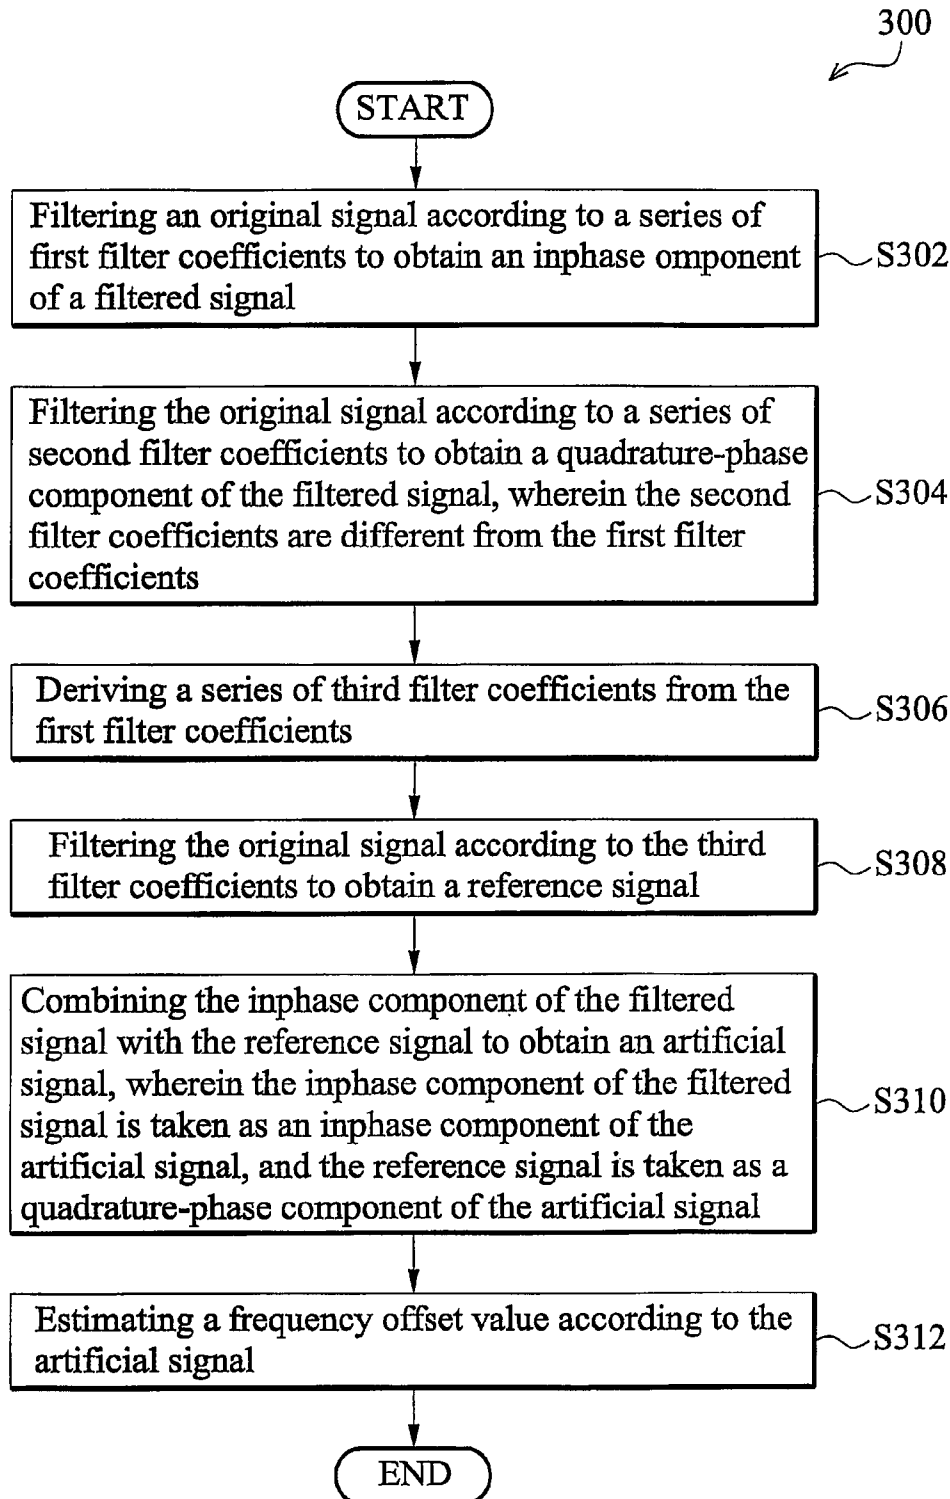 300
START
Filtering an original signal according to a series of
first filter coefficients to obtain an inphase omponent
of a filtered signal
S302
Filtering the original signal according to a series of
second filter coefficients to obtain a quadrature-phase
component of the filtered signal, wherein the second
filter coefficients are different from the first filter
coefficients
S304
Deriving a series of third filter coefficients from the
first filter coefficients
S306
Filtering the original signal according to the third
filter coefficients to obtain a reference signal
S308
Combining the inphase component of the filtered
signal with the reference signal to obtain an artificial
signal, wherein the inphase component of the filtered
signal is taken as an inphase component of the
artificial signal, and the reference signal is taken as a
quadrature-phase component of the artificial signal
S310
Estimating a frequency offset value according to the
artificial signal
S312
END